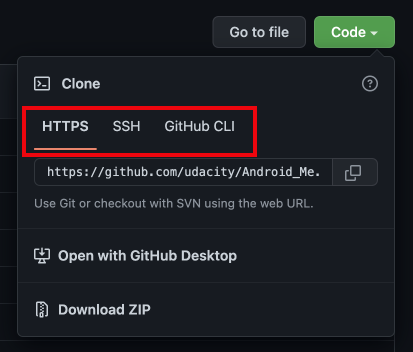 Go to file Code
Clone
HTTPS SSH GitHub CLI
https://github.com/udacity/Android_Me.
Use Git or checkout with SVN using the web URL.
Open with GitHub Desktop
Download ZIP